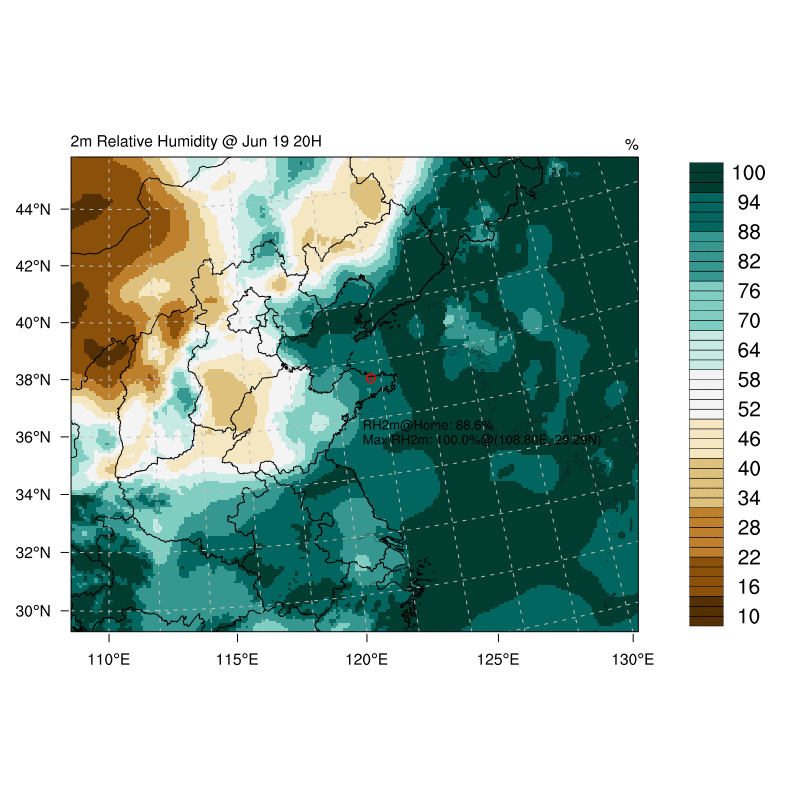 2m Relative Humidity @ Jun 19 20H
%
100
94
88
82
76
70
64
58
52
46
40
34
28
22
16
10
44°N
42°N
40°N
38°N
36°N
34°N
32°N
30°N
RH2m@Home: 88.6%
Max RH2m: 100.0%@(108.80E, 29.29N)
110°E
115°E
120°E
125°E
130°E